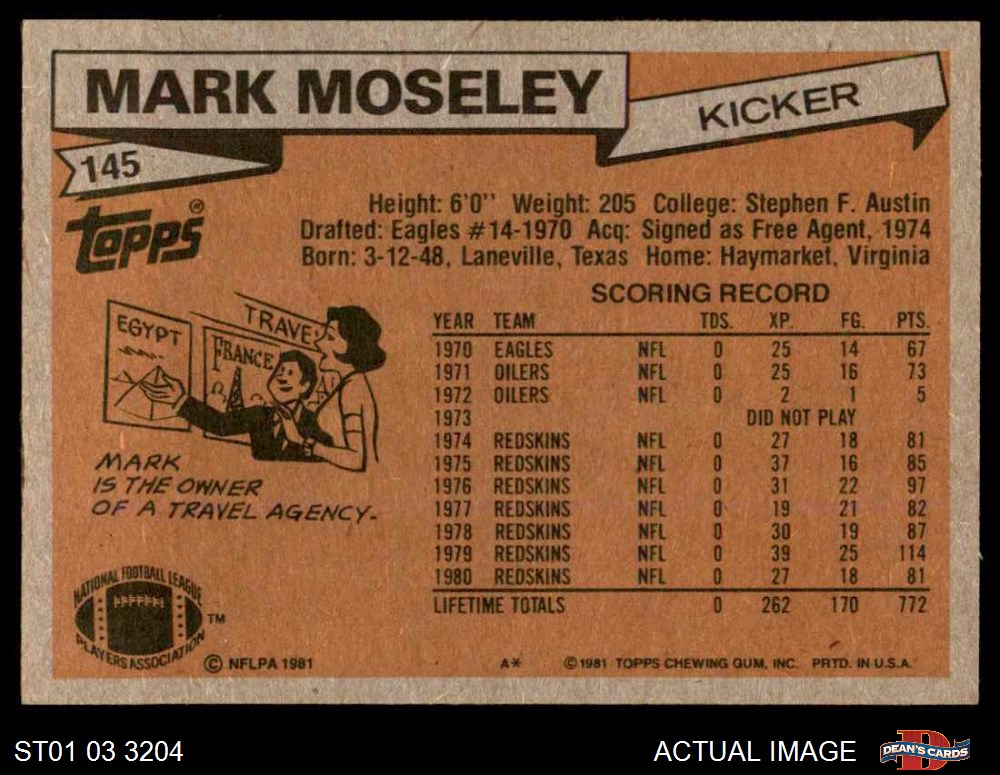 MARK MOSELEY
KICKER
145
Topps®
Height: 6'0" Weight: 205 College: Stephen F. Austin
Drafted: Eagles #14-1970 Acq: Signed as Free Agent, 1974
Born: 3-12-48, Laneville, Texas Home: Haymarket, Virginia
SCORING RECORD
YEAR TEAM TDS. XP. FG. PTS.
1970 EAGLES NFL 0 25 14 67
1971 OILERS NFL 0 25 16 73
1972 OILERS NFL 0 2 1 5
1973 DID NOT PLAY
1974 REDSKINS NFL 0 27 18 81
1975 REDSKINS NFL 0 37 16 85
1976 REDSKINS NFL 0 31 22 97
1977 REDSKINS NFL 0 19 21 82
1978 REDSKINS NFL 0 30 19 87
1979 REDSKINS NFL 0 39 25 114
1980 REDSKINS NFL 0 27 18 81
LIFETIME TOTALS 0 262 170 772
TRAVE
EGYPT
FRANCE
MARK
IS THE OWNER
OF A TRAVEL AGENCY.
NATIONAL FOOTBALL LEAGUE
PLAYERS ASSOCIATION
TM
© NFLPA 1981
A* © 1981 TOPPS CHEWING GUM, INC. PRTD. IN U.S.A.
ST01 03 3204
ACTUAL IMAGE
DEAN'S CARDS